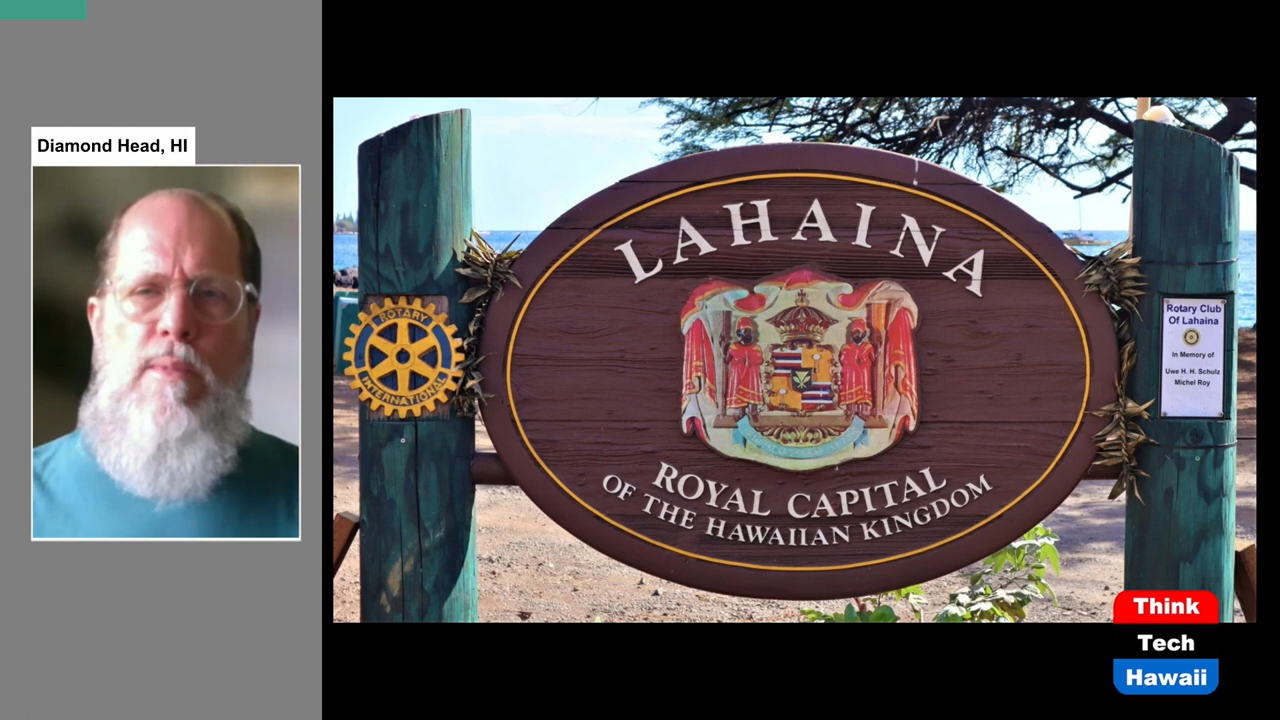 Diamond Head, HI
LAHAINA
ROYAL CAPITAL
OF THE HAWAIIAN KINGDOM
ROTARY
INTERNATIONAL
Rotary Club
Of Lahaina
In Memory of
Uwe H. H. Schulz
Michel Roy
Think
Tech
Hawaii